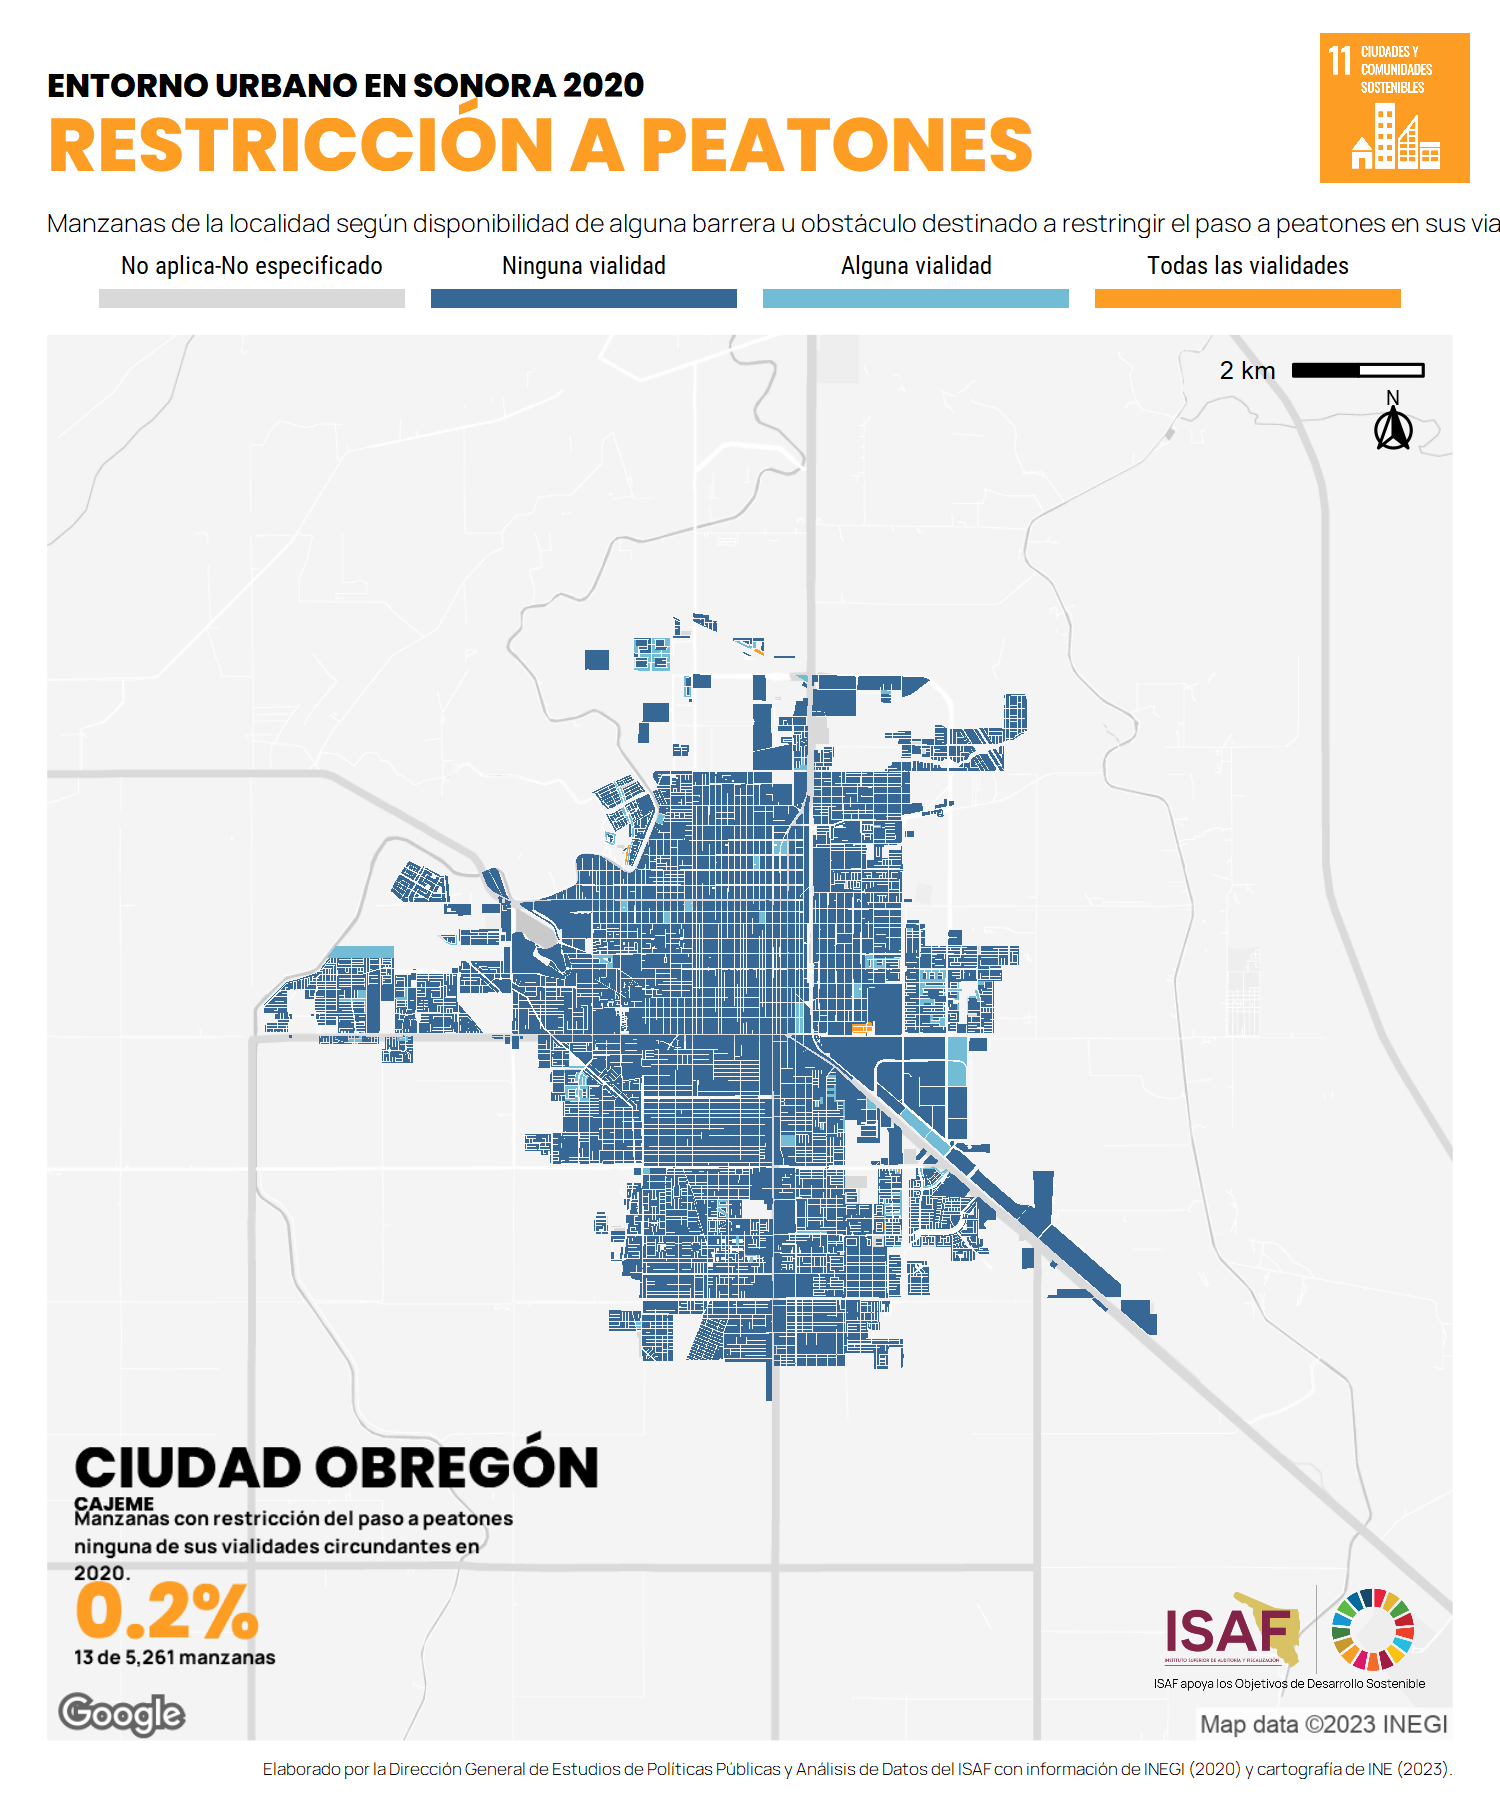 ENTORNO URBANO EN SONORA 2020
RESTRICCIÓN A PEATONES
11 CIUDADES Y
COMUNIDADES
SOSTENIBLES
Manzanas de la localidad según disponibilidad de alguna barrera u obstáculo destinado a restringir el paso a peatones en sus via
No aplica-No especificado
Ninguna vialidad
Alguna vialidad
Todas las vialidades
2 km
N
CIUDAD OBREGÓN
CAJEME
Manzanas con restricción del paso a peatones
ninguna de sus vialidades circundantes en
2020.
0.2%
13 de 5,261 manzanas
ISAF
INSTITUTO SUPERIOR DE AUDITORÍA Y FISCALIZACIÓN
ISAF apoya los Objetivos de Desarrollo Sostenible
Google
Map data ©2023 INEGI
Elaborado por la Dirección General de Estudios de Políticas Públicas y Análisis de Datos del ISAF con información de INEGI (2020) y cartografía de INE (2023).